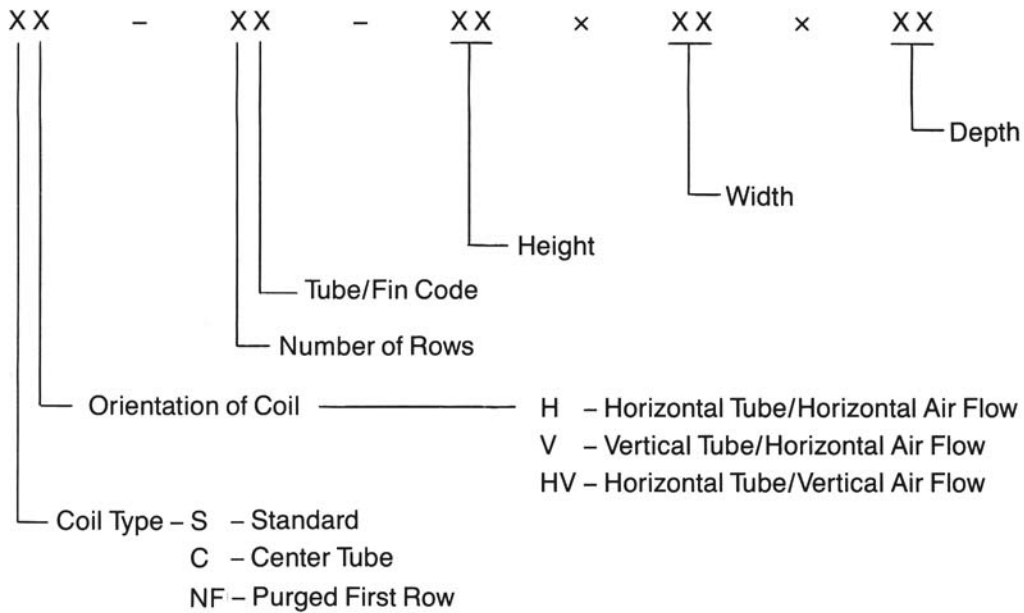 XX – XX – XX × XX × XX
Depth
Width
Height
Tube/Fin Code
Number of Rows
Orientation of Coil
H – Horizontal Tube/Horizontal Air Flow
V – Vertical Tube/Horizontal Air Flow
HV – Horizontal Tube/Vertical Air Flow
Coil Type – S – Standard
C – Center Tube
NF – Purged First Row